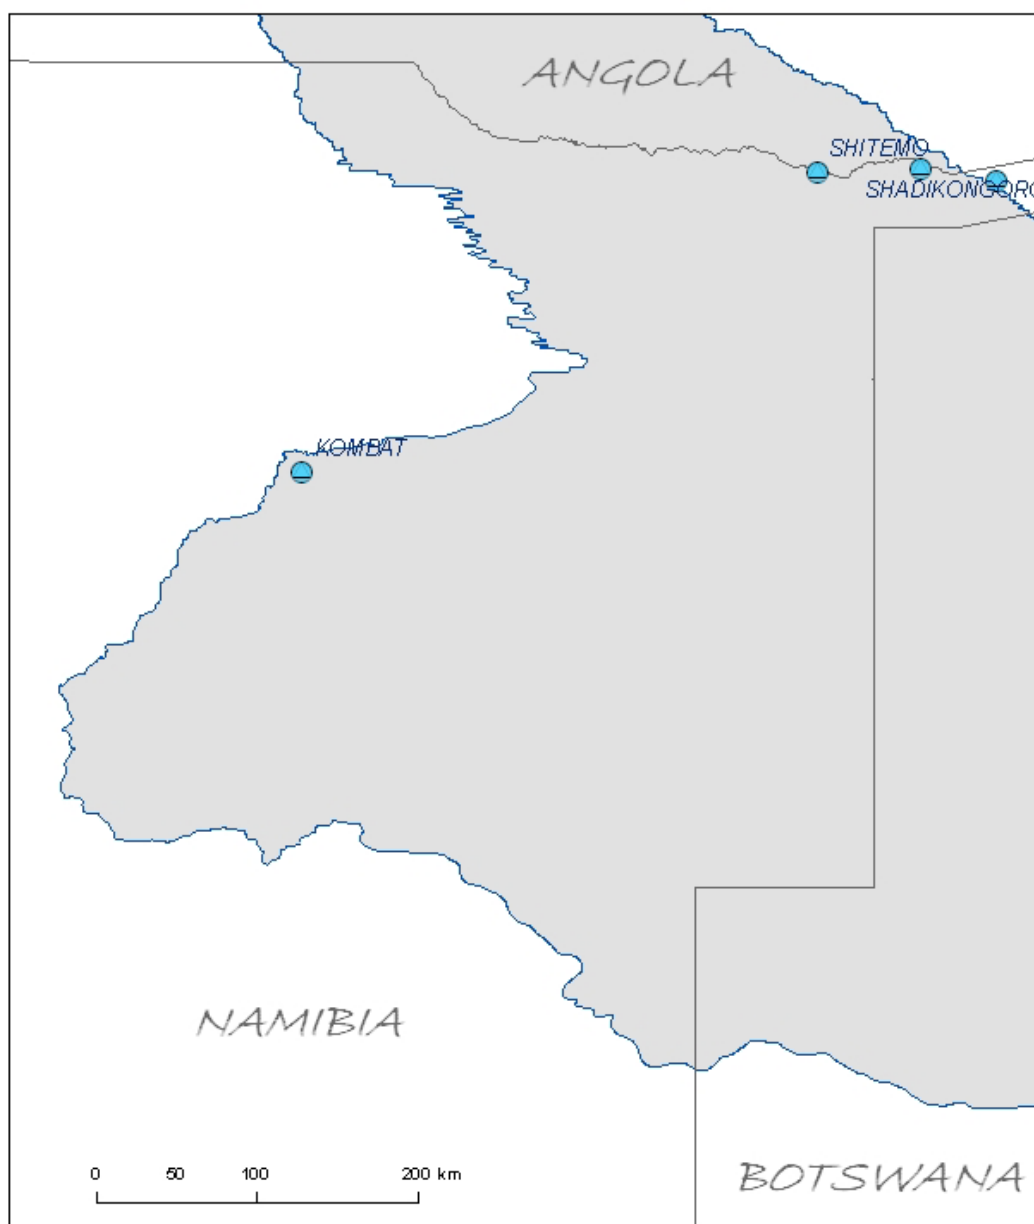 ANGOLA
SHITEMO
SHADIKONGORO
KOMBAT
NAMIBIA
0 50 100 200 km
BOTSWANA